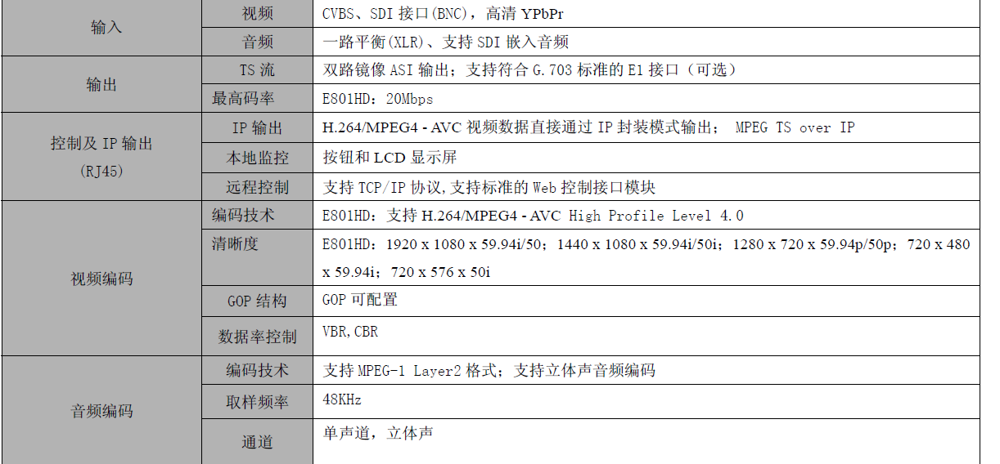 输入
视频
CVBS、SDI 接口(BNC)，高清 YPbPr
音频
一路平衡(XLR)、支持 SDI 嵌入音频
输出
TS 流
双路镜像 ASI 输出；支持符合 G.703 标准的 E1 接口（可选）
最高码率
E801HD：20Mbps
控制及 IP 输出
(RJ45)
IP 输出
H.264/MPEG4 - AVC 视频数据直接通过 IP 封装模式输出； MPEG TS over IP
本地监控
按钮和 LCD 显示屏
远程控制
支持 TCP/IP 协议,支持标准的 Web 控制接口模块
视频编码
编码技术
E801HD：支持 H.264/MPEG4 - AVC High Profile Level 4.0
清晰度
E801HD：1920 x 1080 x 59.94i/50；1440 x 1080 x 59.94i/50i；1280 x 720 x 59.94p/50p；720 x 480
x 59.94i；720 x 576 x 50i
GOP 结构
GOP 可配置
数据率控制
VBR,CBR
音频编码
编码技术
支持 MPEG-1 Layer2 格式；支持立体声音频编码
取样频率
48KHz
通道
单声道，立体声